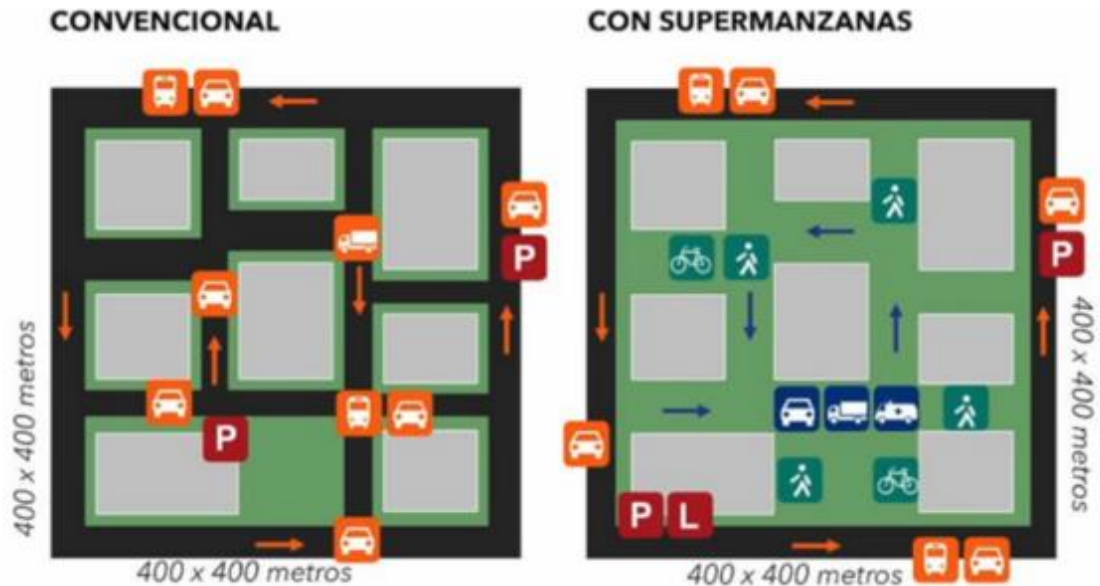 CONVENCIONAL
CON SUPERMANZANAS
P
P
P
P L
400 x 400 metros
400 x 400 metros
400 x 400 metros
400 x 400 metros